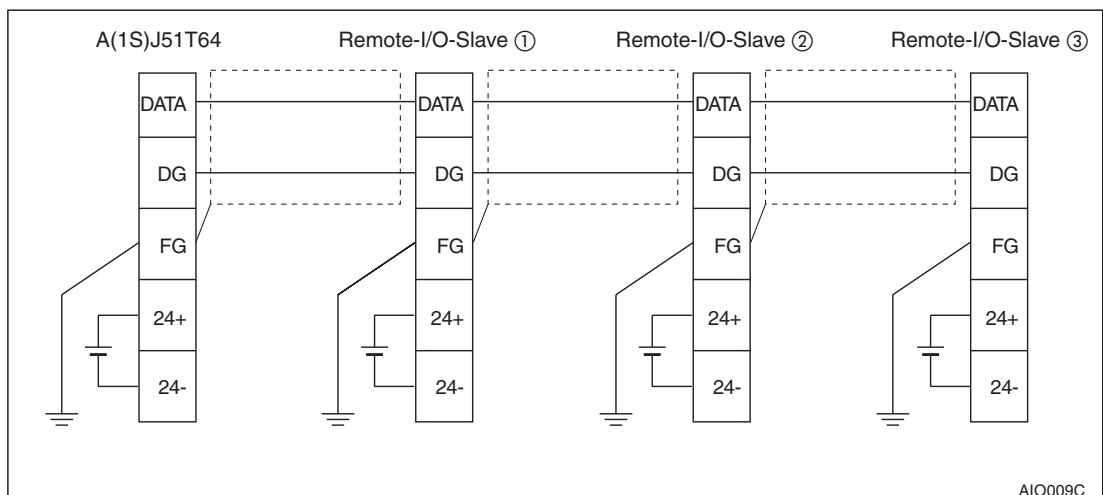 A(1S)J51T64 Remote-I/O-Slave ① Remote-I/O-Slave ② Remote-I/O-Slave ③
DATA DATA DATA DATA
DG DG DG DG
FG FG FG FG
24+ 24+ 24+ 24+
24- 24- 24- 24-
AIO009C